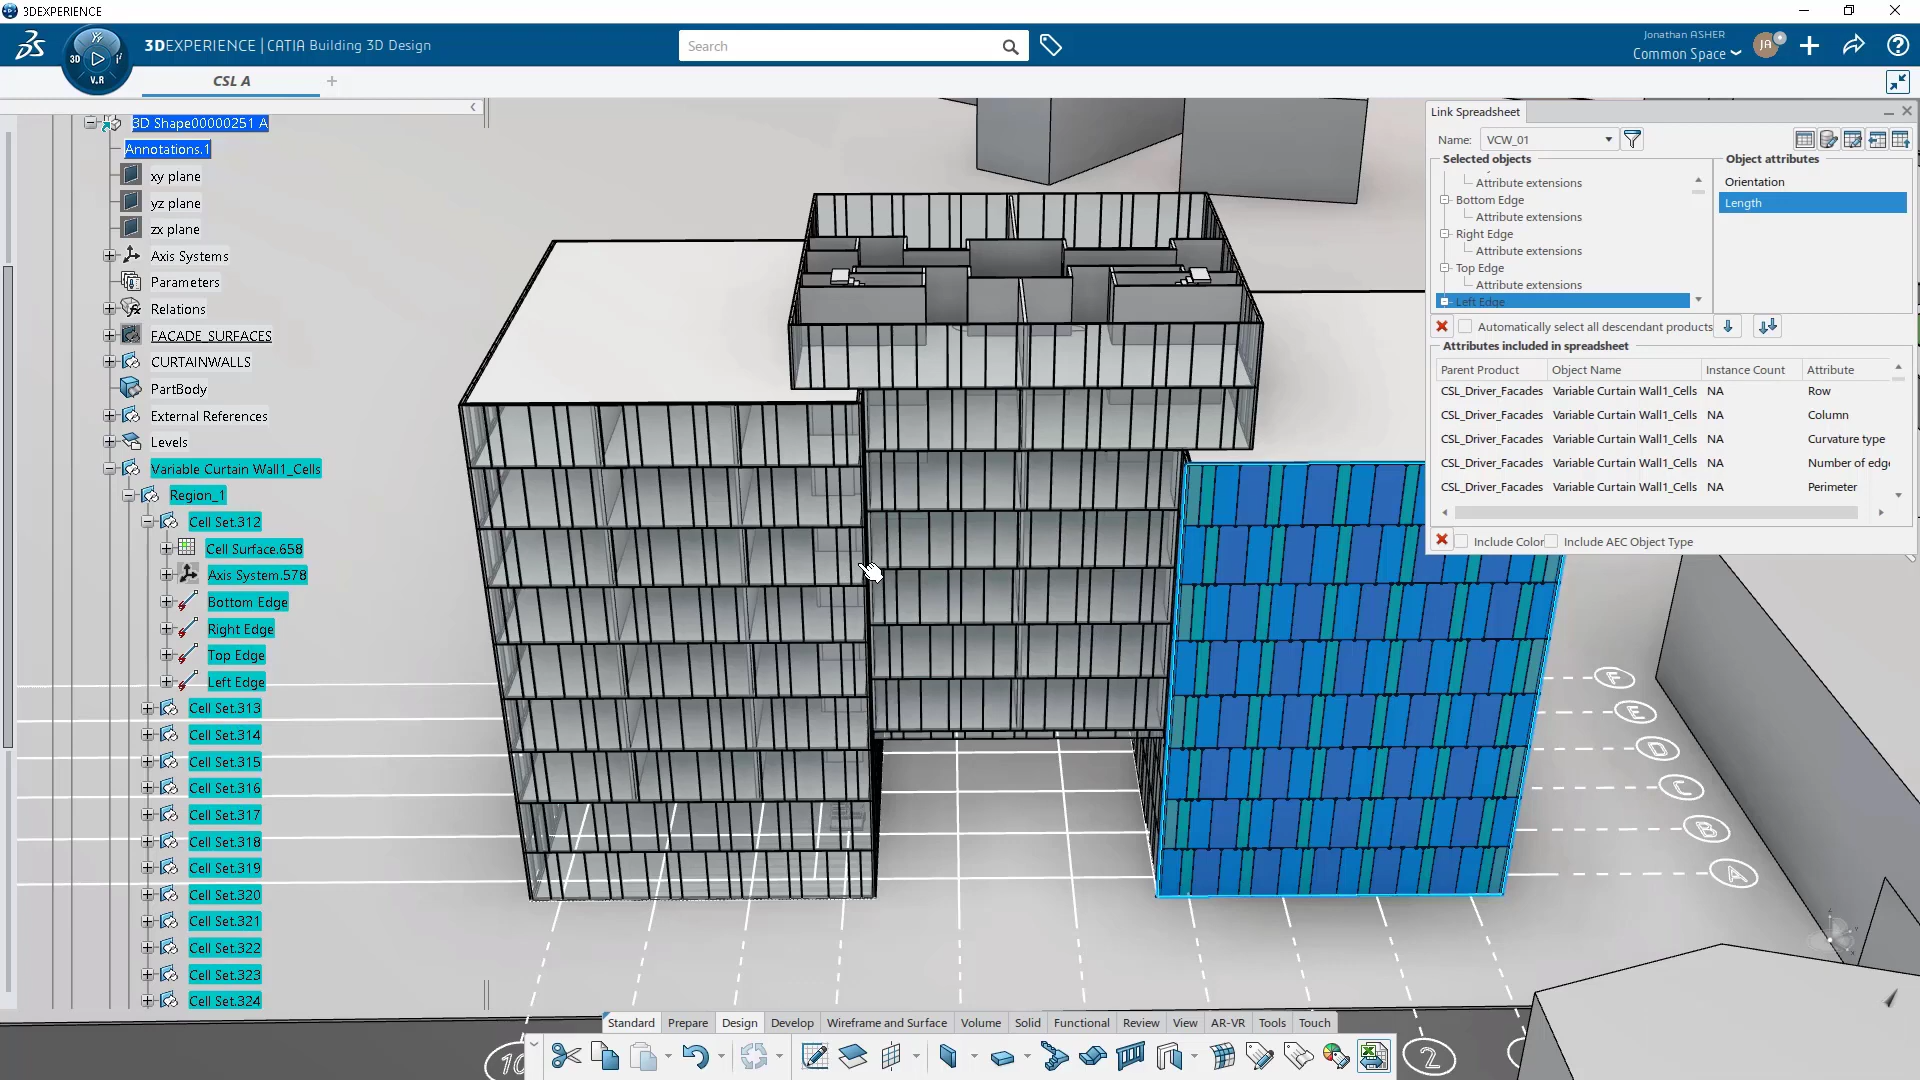 3DEXPERIENCE
3DEXPERIENCE | CATIA Building 3D Design
Search
Jonathan ASHER
Common Space
JA
3D
V.R
CSL A
3D Shape00000251 A
Annotations.1
xy plane
yz plane
zx plane
Axis Systems
Parameters
Relations
FACADE_SURFACES
CURTAINWALLS
PartBody
External References
Levels
Variable Curtain Wall1_Cells
Region_1
Cell Set.312
Cell Surface.658
Axis System.578
Bottom Edge
Right Edge
Top Edge
Left Edge
Cell Set.313
Cell Set.314
Cell Set.315
Cell Set.316
Cell Set.317
Cell Set.318
Cell Set.319
Cell Set.320
Cell Set.321
Cell Set.322
Cell Set.323
Cell Set.324
Link Spreadsheet
Name: VCW_01
Selected objects
Attribute extensions
Bottom Edge
Attribute extensions
Right Edge
Attribute extensions
Top Edge
Attribute extensions
Left Edge
Object attributes
Orientation
Length
Automatically select all descendant products
Attributes included in spreadsheet
Parent Product Object Name Instance Count Attribute
CSL_Driver_Facades Variable Curtain Wall1_Cells NA Row
CSL_Driver_Facades Variable Curtain Wall1_Cells NA Column
CSL_Driver_Facades Variable Curtain Wall1_Cells NA Curvature type
CSL_Driver_Facades Variable Curtain Wall1_Cells NA Number of edge
CSL_Driver_Facades Variable Curtain Wall1_Cells NA Perimeter
Include Color Include AEC Object Type
F
E
D
C
B
A
10
2
Standard Prepare Design Develop Wireframe and Surface Volume Solid Functional Review View AR-VR Tools Touch